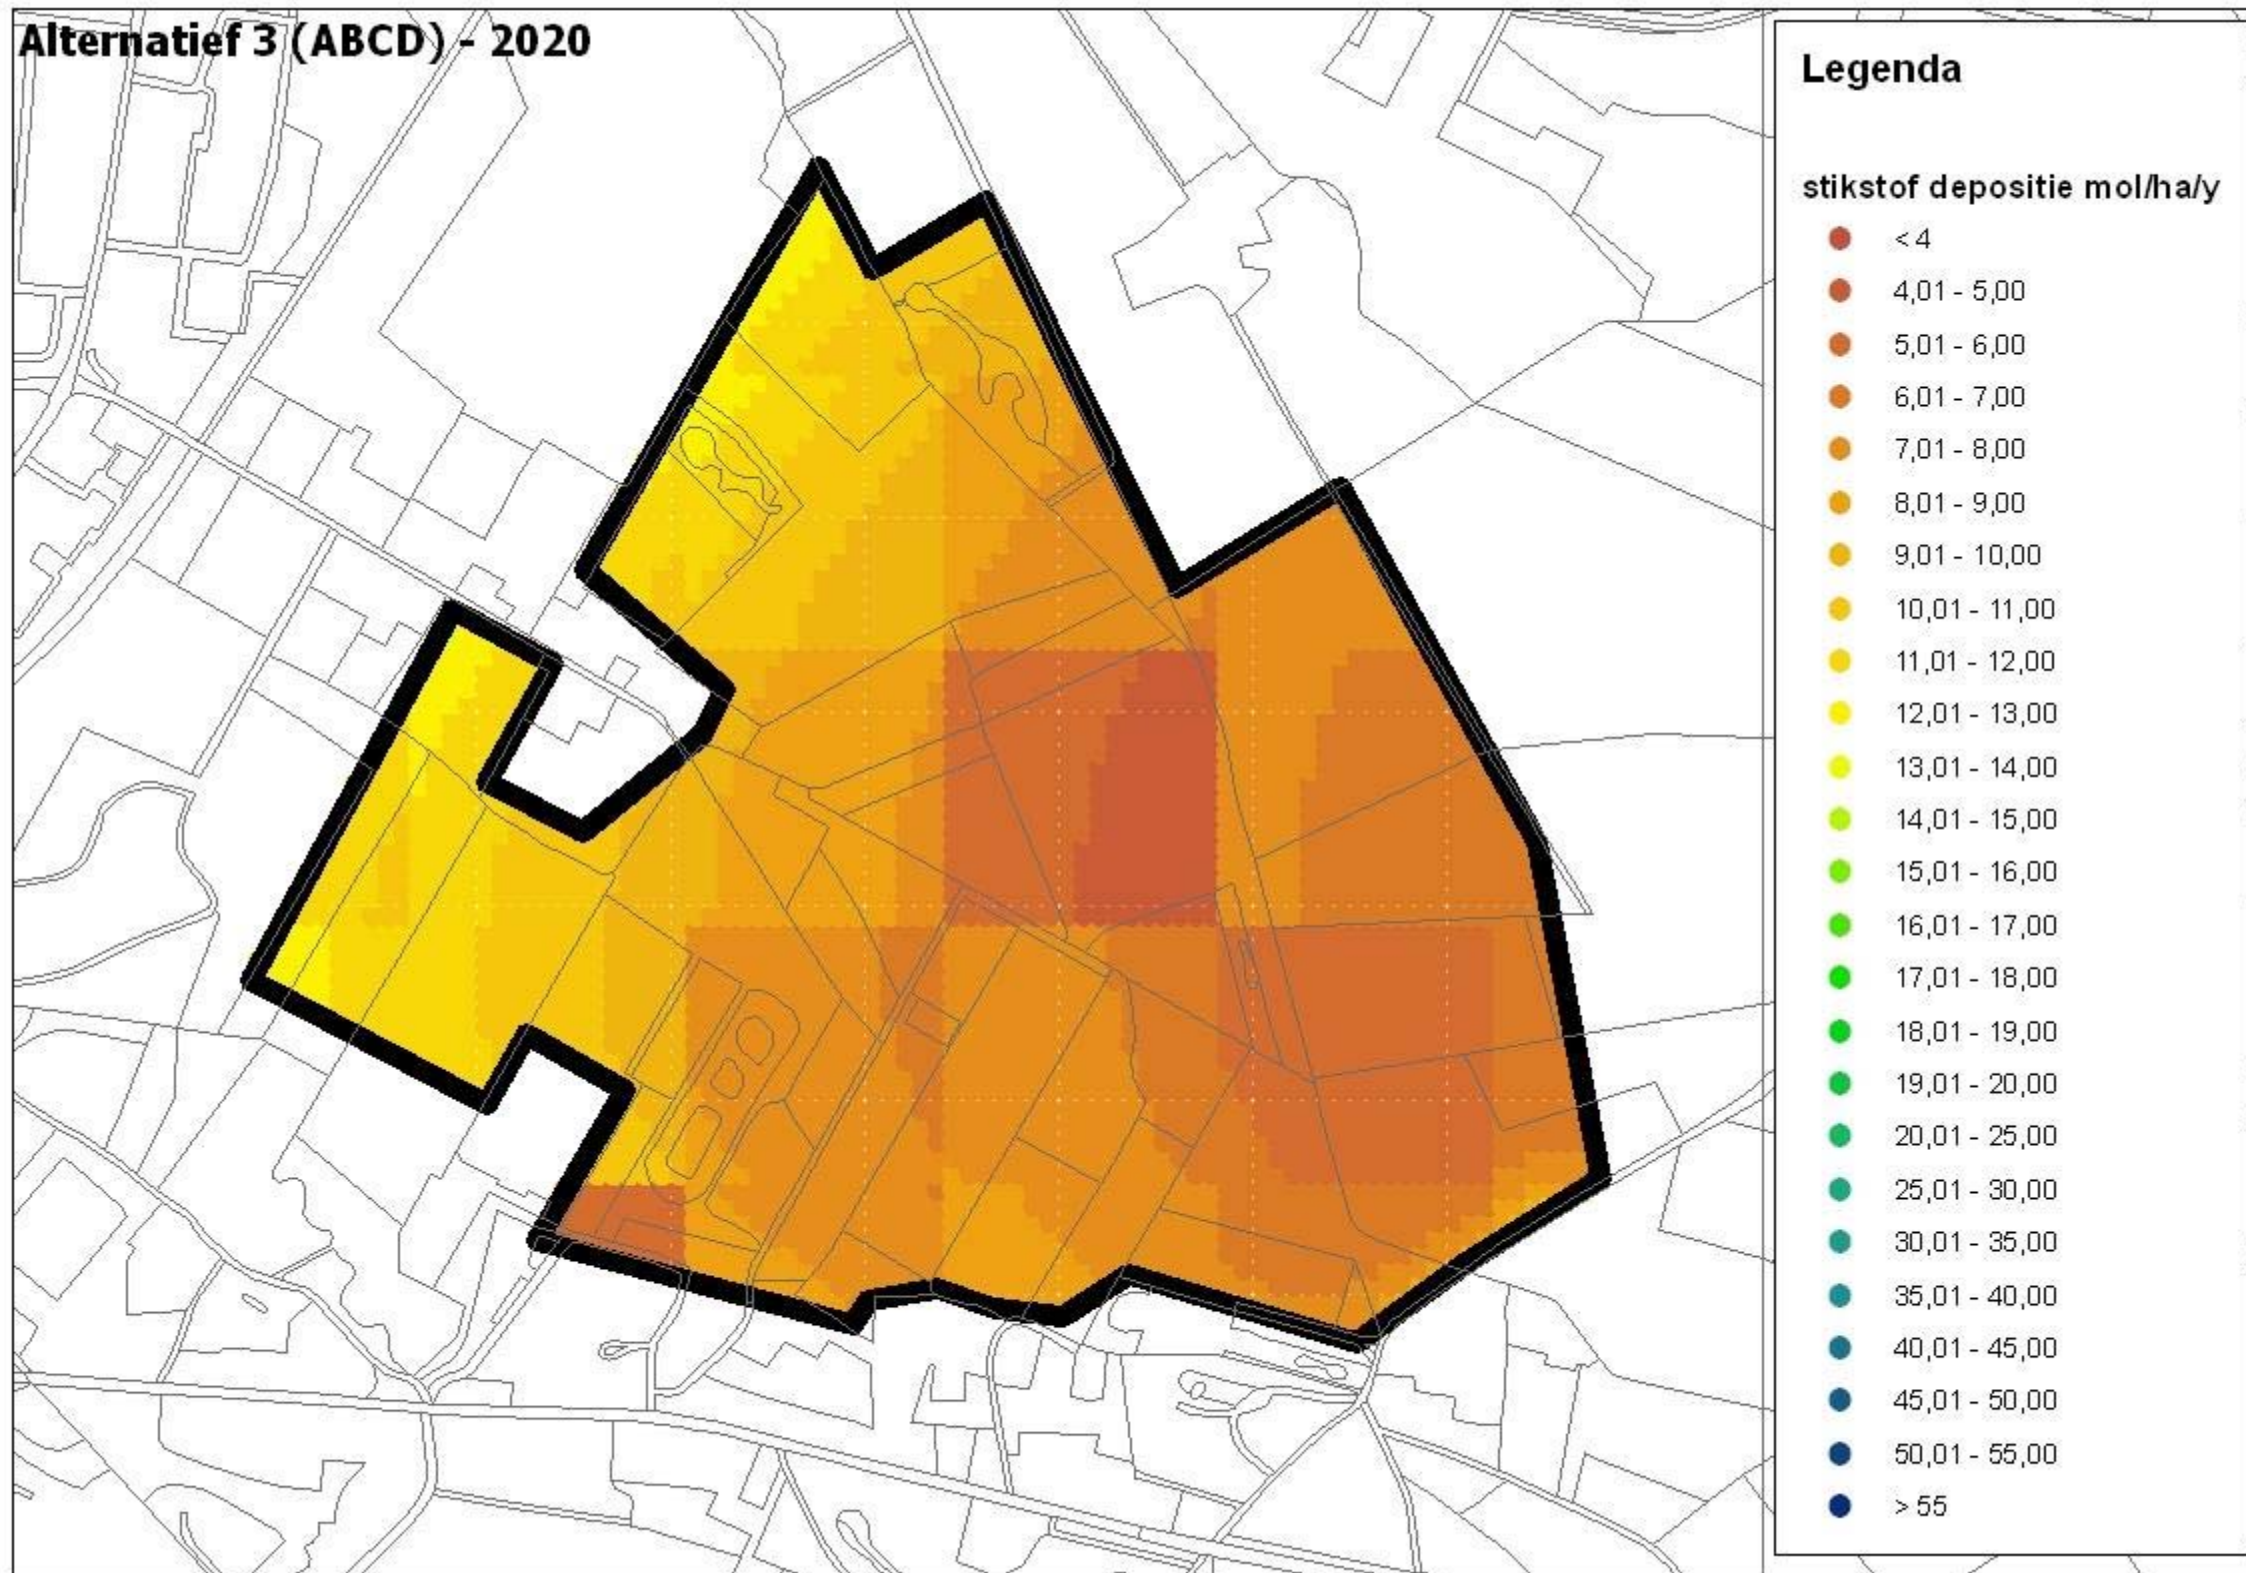 Alternatief 3 (ABCD) - 2020
Legenda
stikstof depositie mol/ha/y
< 4
4,01 - 5,00
5,01 - 6,00
6,01 - 7,00
7,01 - 8,00
8,01 - 9,00
9,01 - 10,00
10,01 - 11,00
11,01 - 12,00
12,01 - 13,00
13,01 - 14,00
14,01 - 15,00
15,01 - 16,00
16,01 - 17,00
17,01 - 18,00
18,01 - 19,00
19,01 - 20,00
20,01 - 25,00
25,01 - 30,00
30,01 - 35,00
35,01 - 40,00
40,01 - 45,00
45,01 - 50,00
50,01 - 55,00
> 55